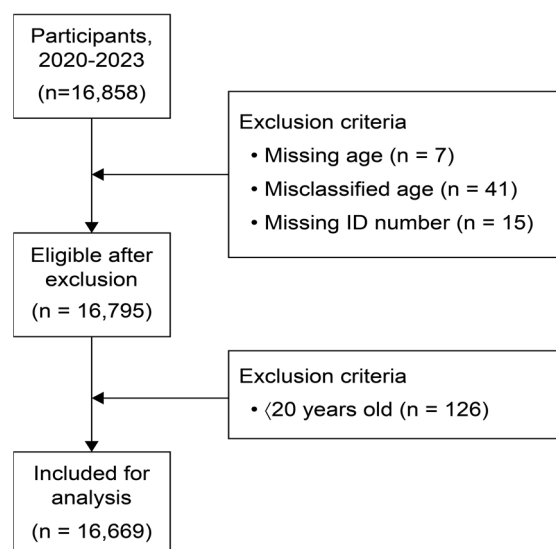 Participants,
2020-2023
(n=16,858)
Exclusion criteria
• Missing age (n = 7)
• Misclassified age (n = 41)
• Missing ID number (n = 15)
Eligible after
exclusion
(n = 16,795)
Exclusion criteria
• ⟨20 years old (n = 126)
Included for
analysis
(n = 16,669)